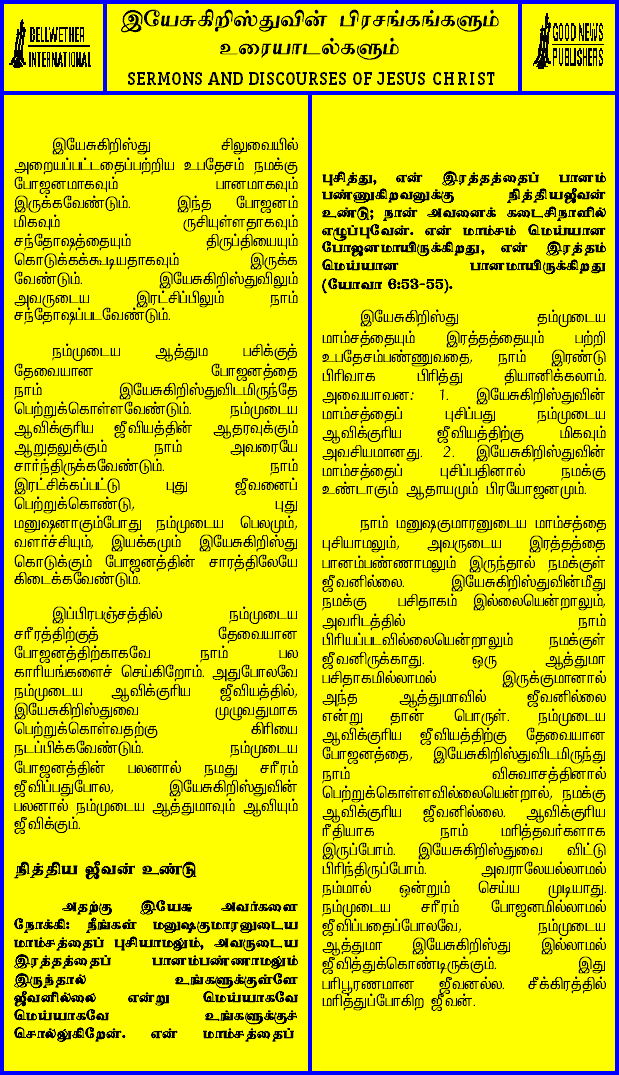 BELLWETHER
INTERNATIONAL
இயேசுகிறிஸ்துவின் பிரசங்கங்களும்
உரையாடல்களும்
SERMONS AND DISCOURSES OF JESUS CHRIST
GOOD NEWS
PUBLISHERS
இயேசுகிறிஸ்து சிலுவையில்
அறையப்பட்டதைப்பற்றிய உபதேசம் நமக்கு
போஜனமாகவும் பானமாகவும்
இருக்கவேண்டும். இந்த போஜனம்
மிகவும் ருசியுள்ளதாகவும்
சந்தோஷத்தையும் திருப்தியையும்
கொடுக்கக்கூடியதாகவும் இருக்க
வேண்டும். இயேசுகிறிஸ்துவிலும்
அவருடைய இரட்சிப்பிலும் நாம்
சந்தோஷப்படவேண்டும்.
நம்முடைய ஆத்தும பசிக்குத்
தேவையான போஜனத்தை
நாம் இயேசுகிறிஸ்துவிடமிருந்தே
பெற்றுக்கொள்ளவேண்டும். நம்முடைய
ஆவிக்குரிய ஜீவியத்தின் ஆதரவுக்கும்
ஆறுதலுக்கும் நாம் அவரையே
சார்ந்திருக்கவேண்டும். நாம்
இரட்சிக்கப்பட்டு புது ஜீவனைப்
பெற்றுக்கொண்டு, புது
மனுஷனாகும்போது நம்முடைய பெலமும்,
வளர்ச்சியும், இயக்கமும் இயேசுகிறிஸ்து
கொடுக்கும் போஜனத்தின் சாரத்திலேயே
கிடைக்கவேண்டும்.
இப்பிரபஞ்சத்தில் நம்முடைய
சரீரத்திற்குத் தேவையான
போஜனத்திற்காகவே நாம் பல
காரியங்களைச் செய்கிறோம். அதுபோலவே
நம்முடைய ஆவிக்குரிய ஜீவியத்தில்,
இயேசுகிறிஸ்துவை முழுவதுமாக
பெற்றுக்கொள்வதற்கு கிரியை
நடப்பிக்கவேண்டும். நம்முடைய
போஜனத்தின் பலனால் நமது சரீரம்
ஜீவிப்பதுபோல, இயேசுகிறிஸ்துவின்
பலனால் நம்முடைய ஆத்துமாவும் ஆவியும்
ஜீவிக்கும்.
நித்திய ஜீவன் உண்டு
அதற்கு இயேசு அவர்களை
நோக்கி: நீங்கள் மனுஷகுமாரனுடைய
மாம்சத்தைப் புசியாமலும், அவருடைய
இரத்தத்தைப் பானம்பண்ணாமலும்
இருந்தால் உங்களுக்குள்ளே
ஜீவனில்லை என்று மெய்யாகவே
மெய்யாகவே உங்களுக்குச்
சொல்லுகிறேன். என் மாம்சத்தைப்
புசித்து, என் இரத்தத்தைப் பானம்
பண்ணுகிறவனுக்கு நித்தியஜீவன்
உண்டு; நான் அவனைக் கடைசிநாளில்
எழுப்புவேன். என் மாம்சம் மெய்யான
போஜனமாயிருக்கிறது, என் இரத்தம்
மெய்யான பானமாயிருக்கிறது
(யோவா 6:53-55).
இயேசுகிறிஸ்து தம்முடைய
மாம்சத்தையும் இரத்தத்தையும் பற்றி
உபதேசம்பண்ணுவதை, நாம் இரண்டு
பிரிவாக பிரித்து தியானிக்கலாம்.
அவையாவன: 1. இயேசுகிறிஸ்துவின்
மாம்சத்தைப் புசிப்பது நம்முடைய
ஆவிக்குரிய ஜீவியத்திற்கு மிகவும்
அவசியமானது. 2. இயேசுகிறிஸ்துவின்
மாம்சத்தைப் புசிப்பதினால் நமக்கு
உண்டாகும் ஆதாயமும் பிரயோஜனமும்.
நாம் மனுஷகுமாரனுடைய மாம்சத்தை
புசியாமலும், அவருடைய இரத்தத்தை
பானம்பண்ணாமலும் இருந்தால் நமக்குள்
ஜீவனில்லை. இயேசுகிறிஸ்துவின்மீது
நமக்கு பசிதாகம் இல்லையென்றாலும்,
அவரிடத்தில் நாம்
பிரியப்படவில்லையென்றாலும் நமக்குள்
ஜீவனிருக்காது. ஒரு ஆத்துமா
பசிதாகமில்லாமல் இருக்குமானால்
அந்த ஆத்துமாவில் ஜீவனில்லை
என்று தான் பொருள். நம்முடைய
ஆவிக்குரிய ஜீவியத்திற்கு தேவையான
போஜனத்தை, இயேசுகிறிஸ்துவிடமிருந்து
நாம் விசுவாசத்தினால்
பெற்றுக்கொள்ளவில்லையென்றால், நமக்கு
ஆவிக்குரிய ஜீவனில்லை. ஆவிக்குரிய
ரீதியாக நாம் மரித்தவர்களாக
இருப்போம். இயேசுகிறிஸ்துவை விட்டு
பிரிந்திருப்போம். அவராலேயல்லாமல்
நம்மால் ஒன்றும் செய்ய முடியாது.
நம்முடைய சரீரம் போஜனமில்லாமல்
ஜீவிப்பதைப்போலவே, நம்முடைய
ஆத்துமா இயேசுகிறிஸ்து இல்லாமல்
ஜீவித்துக்கொண்டிருக்கும். இது
பரிபூரணமான ஜீவனல்ல. சீக்கிரத்தில்
மரித்துப்போகிற ஜீவன்.